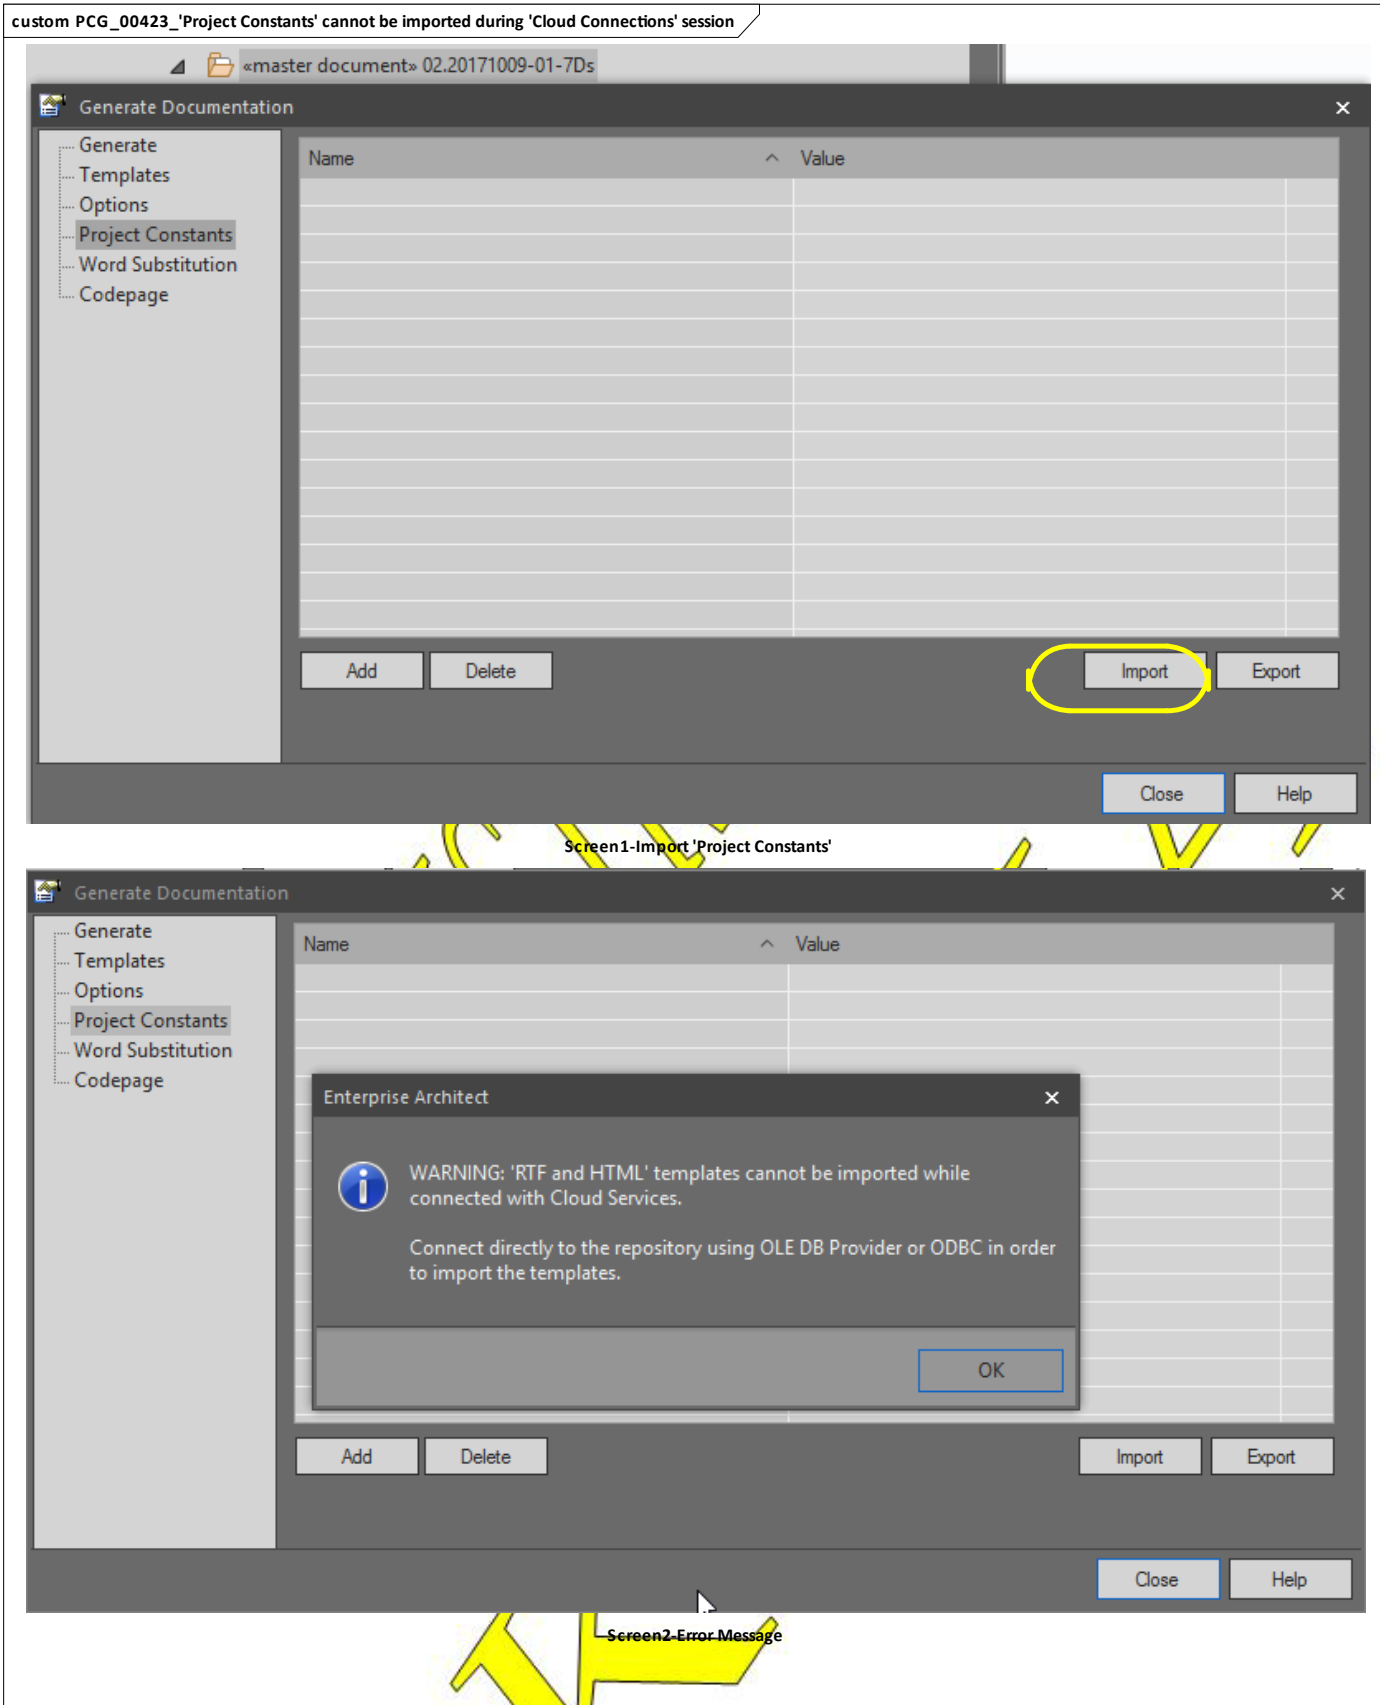 custom PCG_00423_'Project Constants' cannot be imported during 'Cloud Connections' session
«master document» 02.20171009-01-7Ds
Generate Documentation
Generate
Templates
Options
Project Constants
Word Substitution
Codepage
Name
Value
Add
Delete
Import
Export
Close
Help
Screen1-Import 'Project Constants'
Generate Documentation
Generate
Templates
Options
Project Constants
Word Substitution
Codepage
Name
Value
Enterprise Architect
WARNING: 'RTF and HTML' templates cannot be imported while
connected with Cloud Services.
Connect directly to the repository using OLE DB Provider or ODBC in order
to import the templates.
OK
Add
Delete
Import
Export
Close
Help
Screen2-Error Message